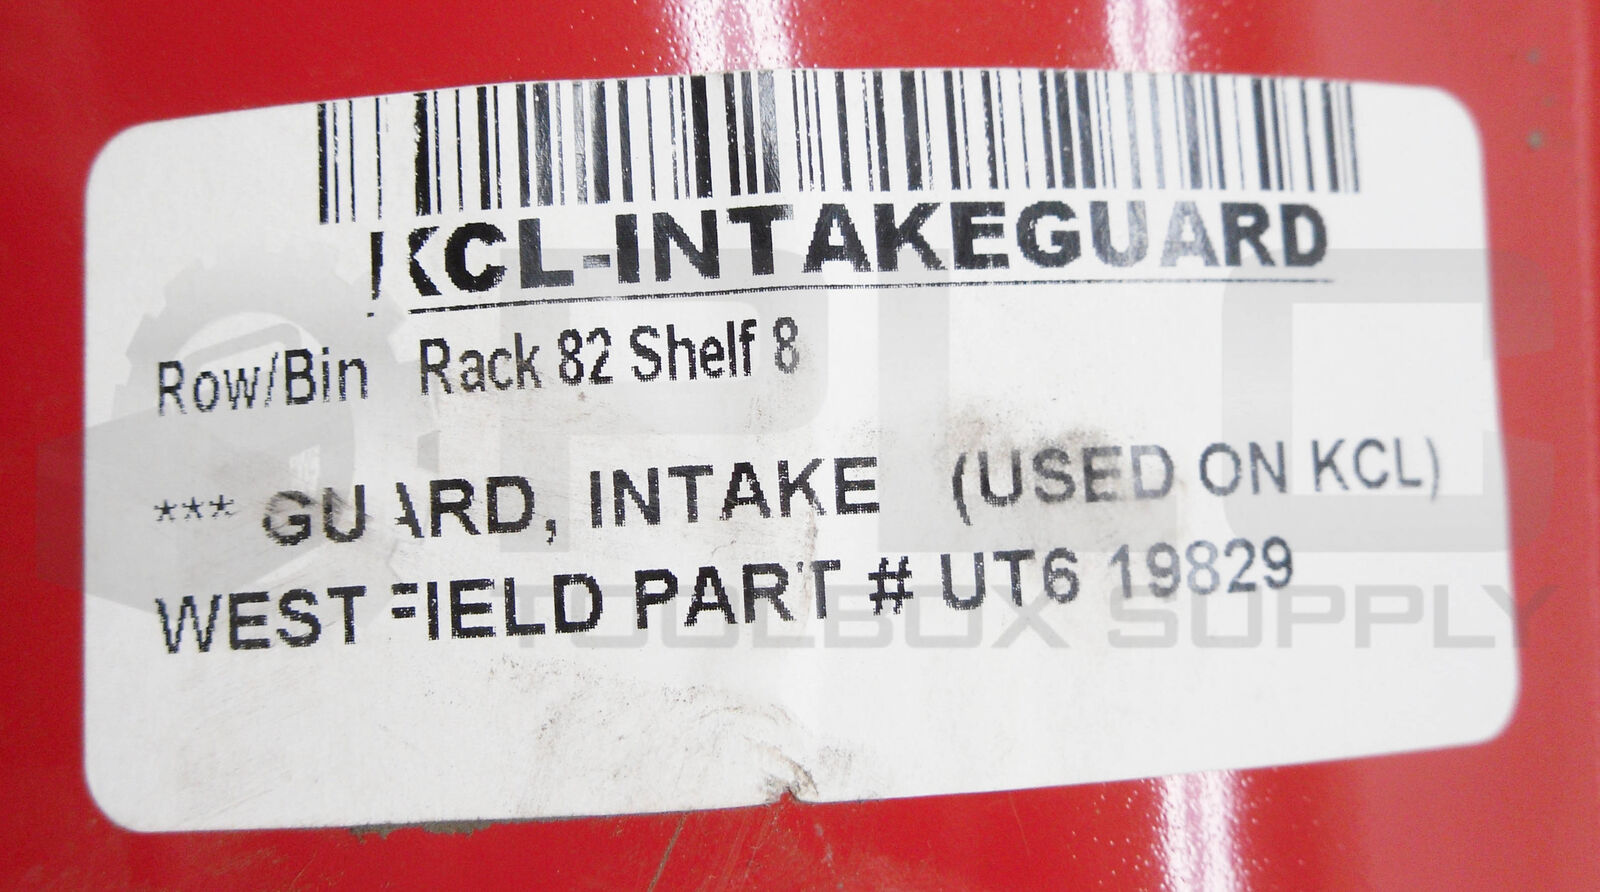 KCL-INTAKEGUARD
Row/Bin Rack 82 Shelf 8
*** GUARD, INTAKE (USED ON KCL)
WESTFIELD PART # UT6 19829
PLC
TOOLBOX SUPPLY